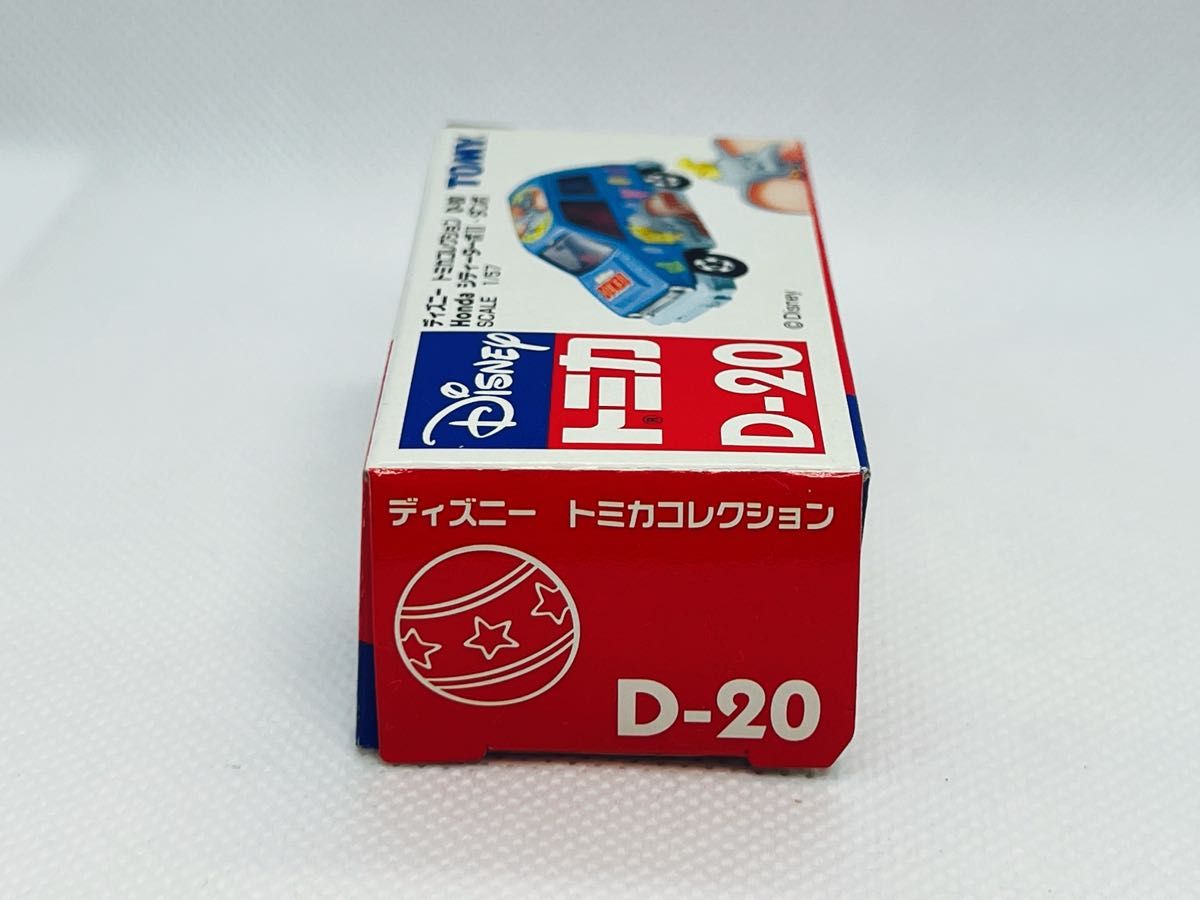 TOMY
ディズニー トミカコレクション D-20
Honda シティーターボII・ダンボ
SCALE 1/57
©Disney
Disney
トミカ®
D-20
ディズニー トミカコレクション
D-20